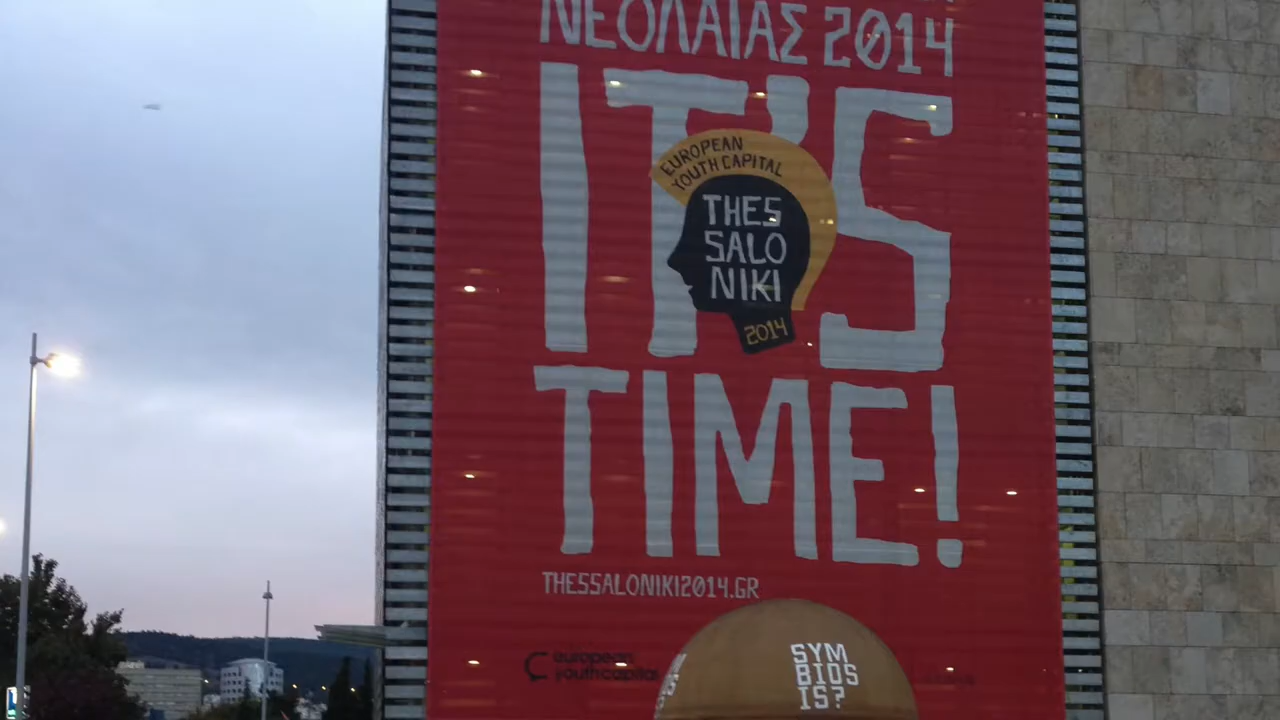 ΝΕΟΛΑΙΑΣ 2014
IT'S
EUROPEAN
YOUTH CAPITAL
THES
SALO
NIKI
2014
TIME!
THESSALONIKI2014.GR
european
youthcapital
SYM
BIOS
IS?